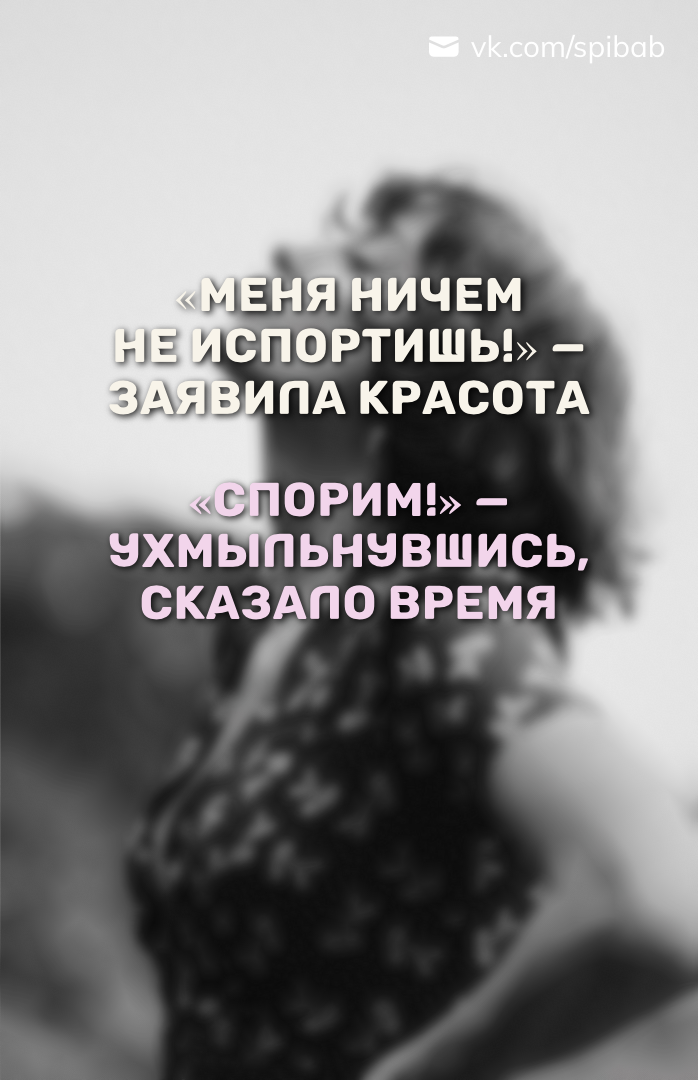 vk.com/spibab
«МЕНЯ НИЧЕМ
НЕ ИСПОРТИШЬ!» —
ЗАЯВИЛА КРАСОТА
«СПОРИМ!» —
УХМЫЛЬНУВШИСЬ,
СКАЗАЛО ВРЕМЯ